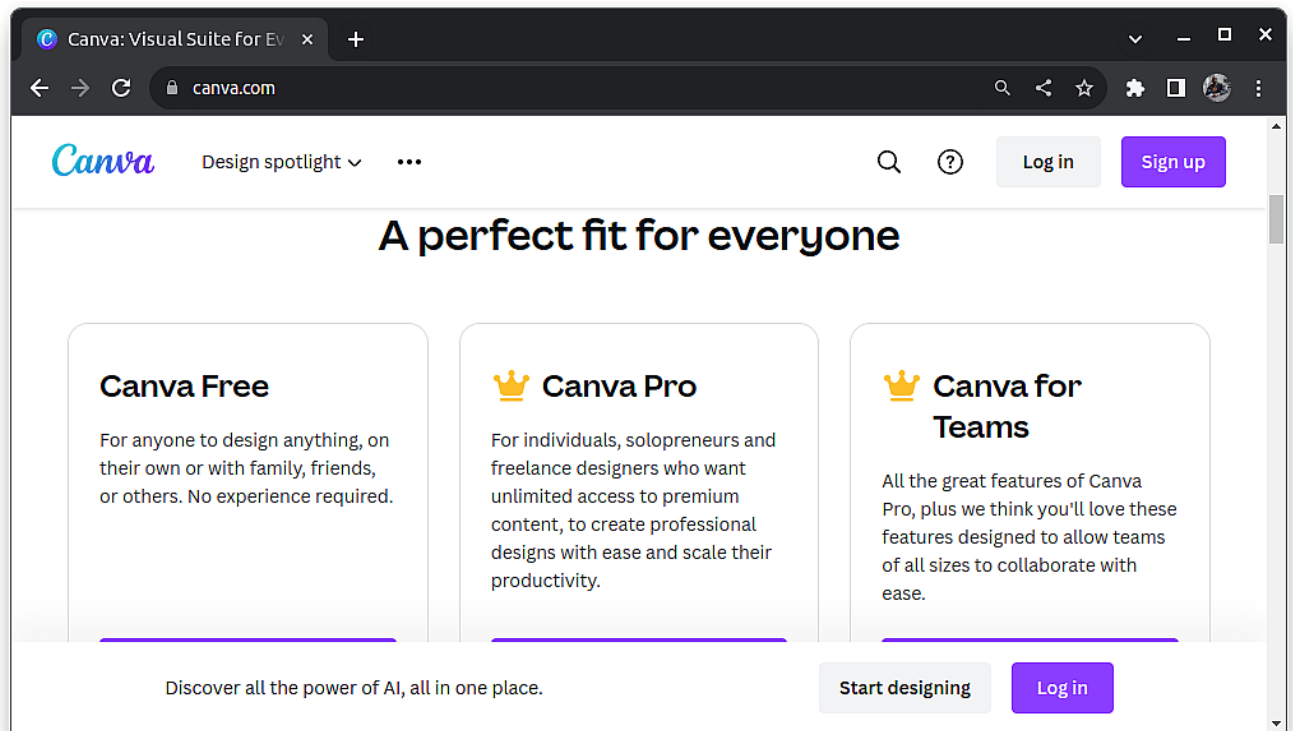 Canva: Visual Suite for Ev
canva.com
Canva
Design spotlight
Log in
Sign up
A perfect fit for everyone
Canva Free
For anyone to design anything, on
their own or with family, friends,
or others. No experience required.
Canva Pro
For individuals, solopreneurs and
freelance designers who want
unlimited access to premium
content, to create professional
designs with ease and scale their
productivity.
Canva for
Teams
All the great features of Canva
Pro, plus we think you'll love these
features designed to allow teams
of all sizes to collaborate with
ease.
Discover all the power of AI, all in one place.
Start designing
Log in